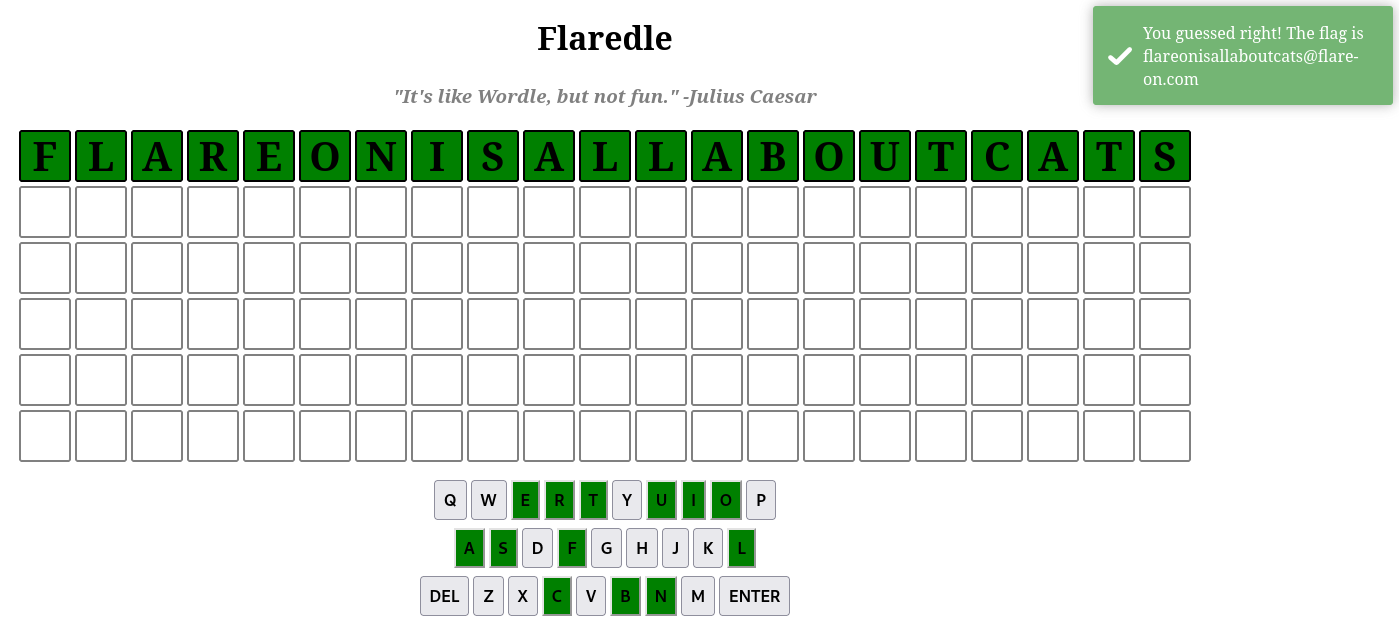 Flaredle
You guessed right! The flag is
flareonisallaboutcats@flare-
on.com
"It's like Wordle, but not fun." -Julius Caesar
F L A R E O N I S A L L A B O U T C A T S
Q W E R T Y U I O P
A S D F G H J K L
DEL Z X C V B N M ENTER